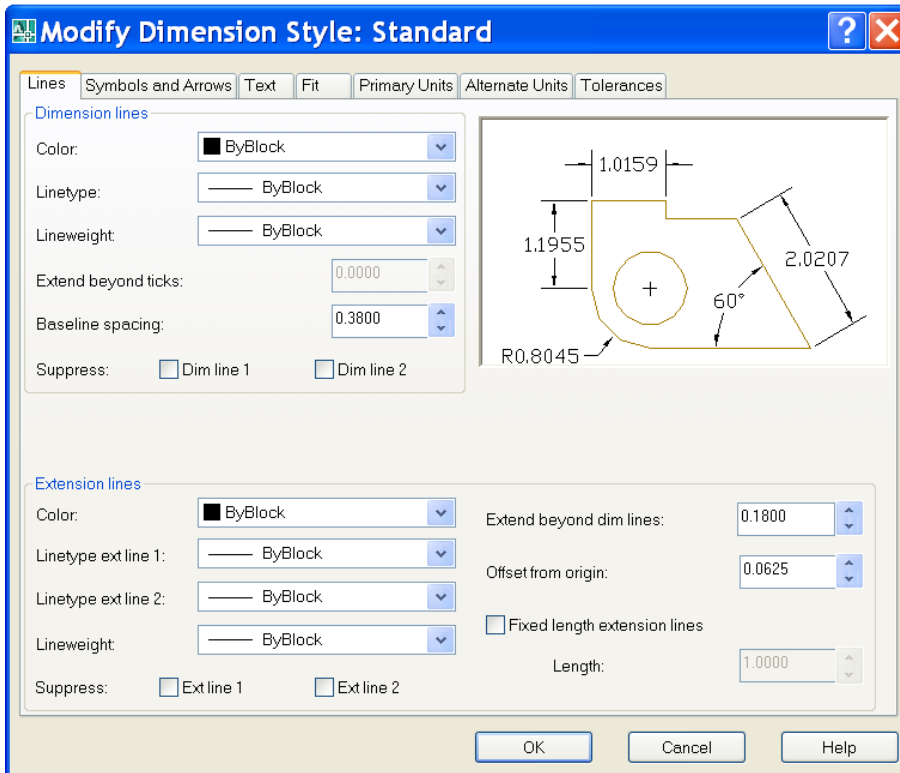 Modify Dimension Style: Standard
Lines Symbols and Arrows Text Fit Primary Units Alternate Units Tolerances
Dimension lines
Color: ByBlock
Linetype: ByBlock
Lineweight: ByBlock
Extend beyond ticks: 0.0000
Baseline spacing: 0.3800
Suppress: Dim line 1 Dim line 2
1.0159
1.1955
2.0207
60°
R0.8045
Extension lines
Color: ByBlock
Linetype ext line 1: ByBlock
Linetype ext line 2: ByBlock
Lineweight: ByBlock
Suppress: Ext line 1 Ext line 2
Extend beyond dim lines: 0.1800
Offset from origin: 0.0625
Fixed length extension lines
Length: 1.0000
OK Cancel Help